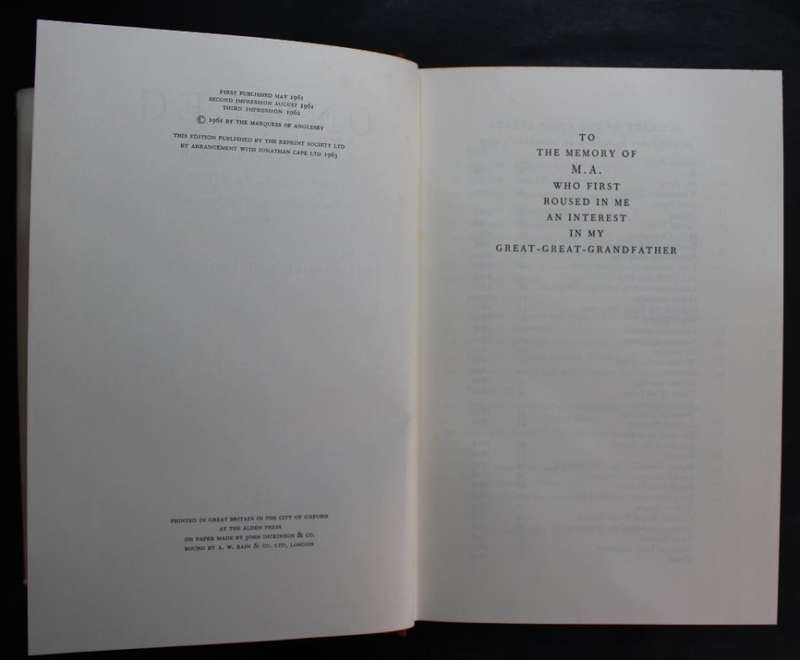 FIRST PUBLISHED MAY 1961
SECOND IMPRESSION AUGUST 1961
THIRD IMPRESSION 1962
© 1961 BY THE MARQUESS OF ANGLESEY
THIS EDITION PUBLISHED BY THE REPRINT SOCIETY LTD
BY ARRANGEMENT WITH JONATHAN CAPE LTD 1963
PRINTED IN GREAT BRITAIN IN THE CITY OF OXFORD
AT THE ALDEN PRESS
ON PAPER MADE BY JOHN DICKINSON & CO.
BOUND BY A. W. BAIN & CO. LTD, LONDON
TO
THE MEMORY OF
M.A.
WHO FIRST
ROUSED IN ME
AN INTEREST
IN MY
GREAT-GREAT-GRANDFATHER